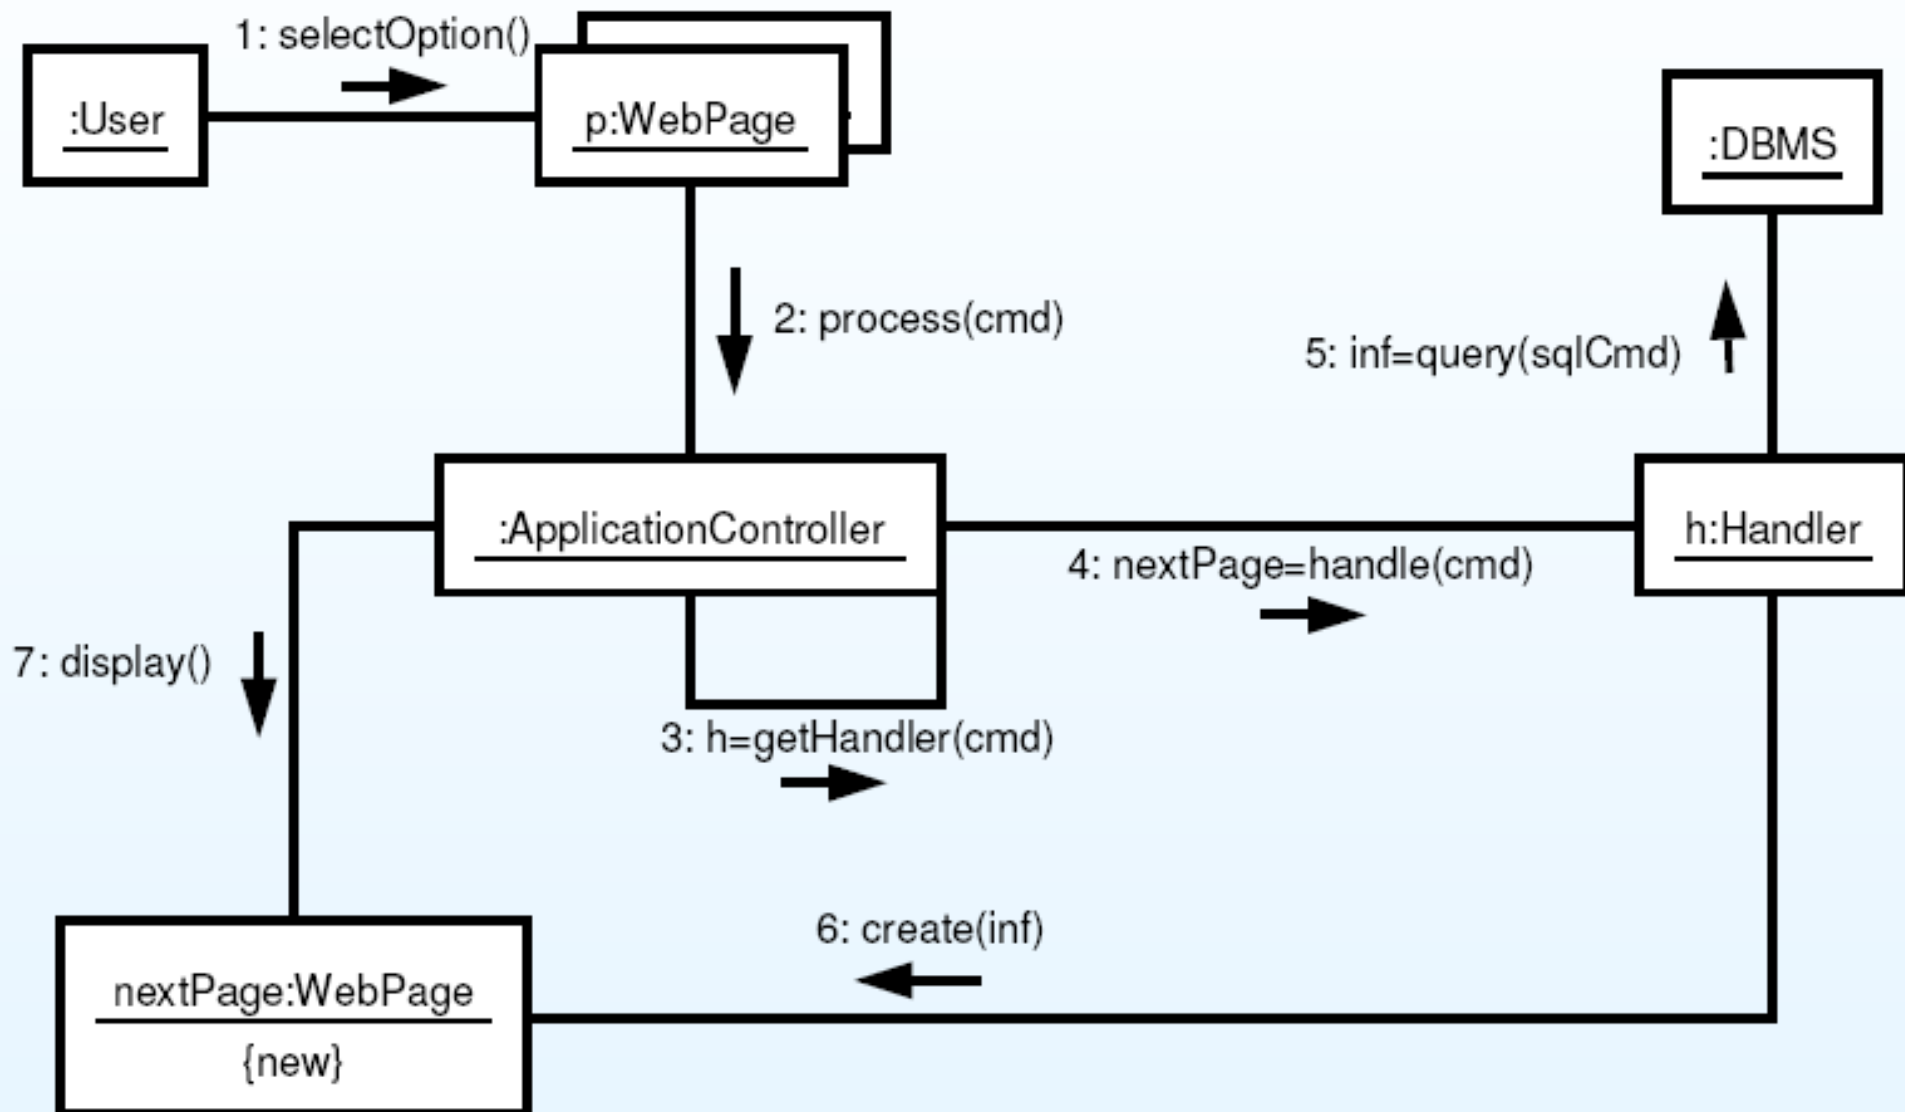 1: selectOption()
:User
p:WebPage
:DBMS
2: process(cmd)
5: inf=query(sqlCmd)
:ApplicationController
h:Handler
4: nextPage=handle(cmd)
7: display()
3: h=getHandler(cmd)
6: create(inf)
nextPage:WebPage
{new}